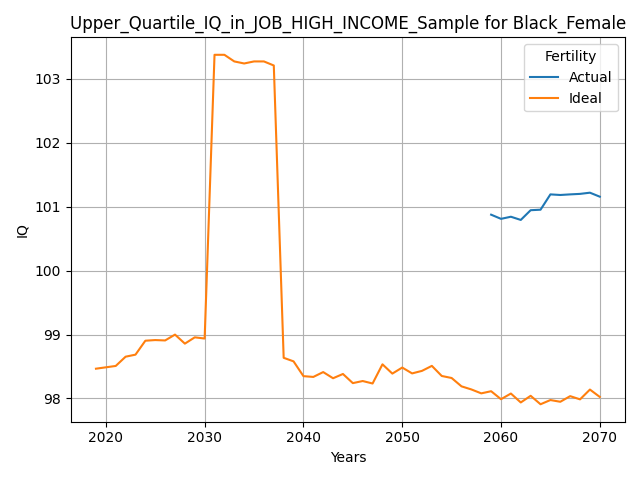 Upper_Quartile_IQ_in_JOB_HIGH_INCOME_Sample for Black_Female
Fertility
Actual
Ideal
103
102
101
100
99
98
IQ
2020 2030 2040 2050 2060 2070
Years